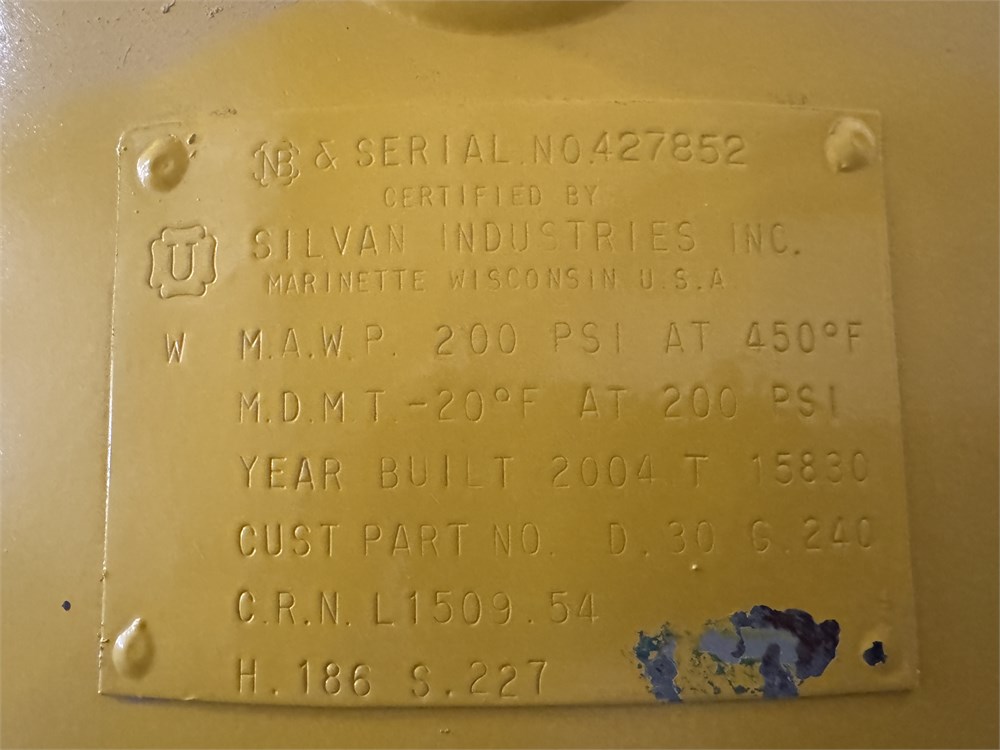 NB & SERIAL NO. 427852
CERTIFIED BY
U SILVAN INDUSTRIES INC.
MARINETTE WISCONSIN U.S.A
W M.A.W.P. 200 PSI AT 450°F
M.D.M.T. -20°F AT 200 PSI
YEAR BUILT 2004 T 15830
CUST PART NO. D.30 G.240
C.R.N. L1509.54
H.186 S.227